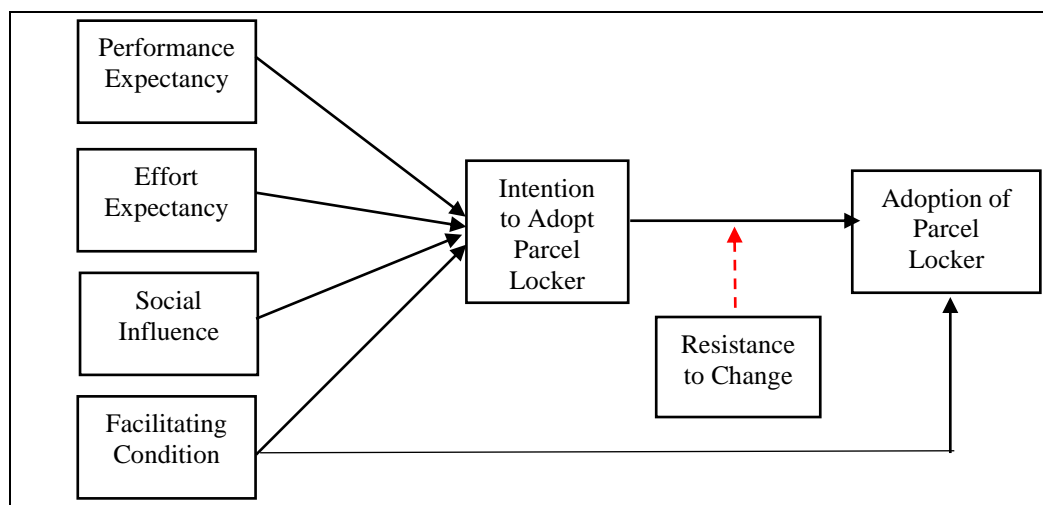 Performance
Expectancy
Effort
Expectancy
Social
Influence
Facilitating
Condition
Intention
to Adopt
Parcel
Locker
Resistance
to Change
Adoption of
Parcel
Locker